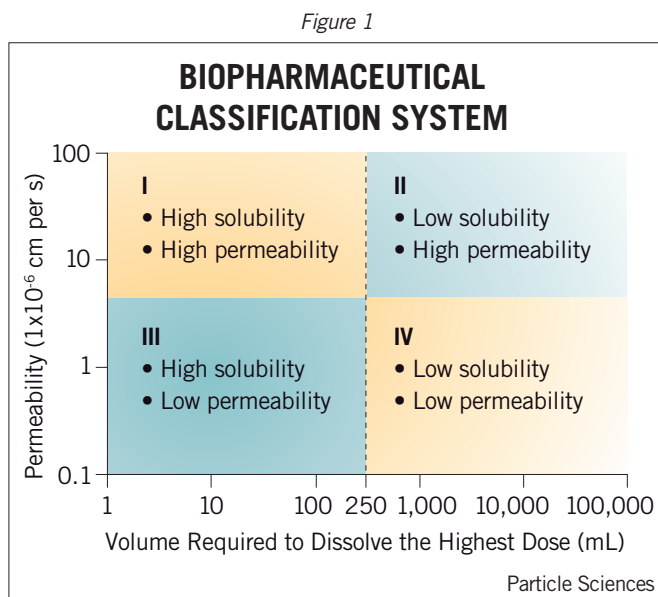 Figure 1
BIOPHARMACEUTICAL
CLASSIFICATION SYSTEM
Permeability (1x10⁻⁶ cm per s)
100
10
1
0.1
I
• High solubility
• High permeability
II
• Low solubility
• High permeability
III
• High solubility
• Low permeability
IV
• Low solubility
• Low permeability
1 10 100 250 1,000 10,000 100,000
Volume Required to Dissolve the Highest Dose (mL)
Particle Sciences